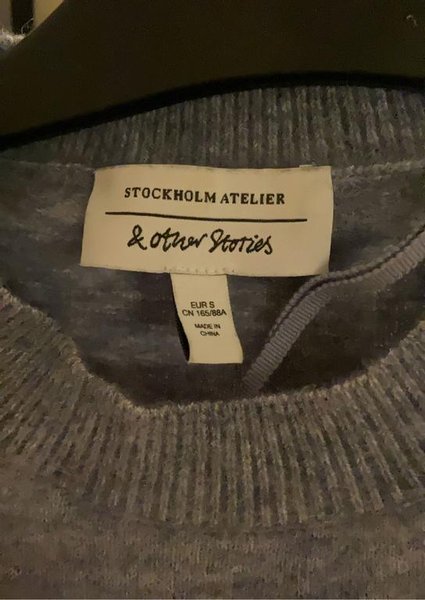 STOCKHOLM ATELIER
& Other Stories
EUR S
CN 165/88A
MADE IN
CHINA